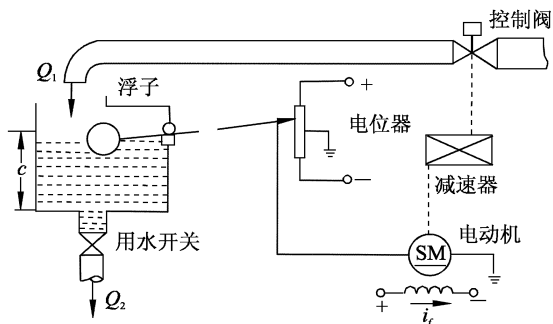 控制阀
Q₁
浮子
+
电位器
c
−
减速器
用水开关
电动机
SM
Q₂
+
−
i_f